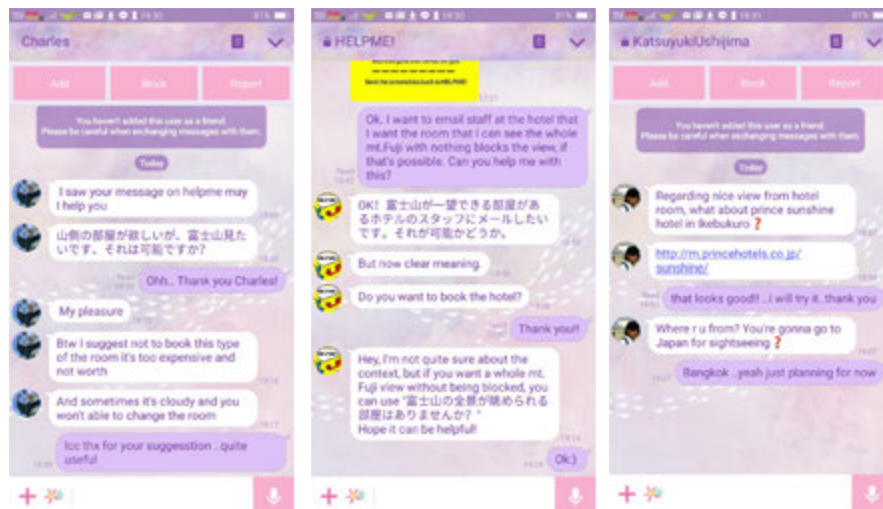 Charles
Add
Block
Report
You haven't added this user as a friend.
Please be careful when exchanging messages with them.
Today
I saw your message on helpme may
I help you
山側の部屋が欲しいが、富士山見た
いです、それは可能ですか?
Ohh.. Thank you Charles!
My pleasure
Btw I suggest not to book this type
of the room it's too expensive and
not worth
And sometimes it's cloudy and you
won't able to change the room
Icc thx for your suggesstion ..quite
useful
HELPME!
Ok. I want to email staff at the hotel that
I want the room that i can see the whole
mt.Fuji with nothing blocks the view, if
that's possible. Can you help me with
this?
OK! 富士山が一望できる部屋があ
るホテルのスタッフにメールしたい
です。それが可能かどうか。
But now clear meaning.
Do you want to book the hotel?
Thank you!!
Hey, I'm not quite sure about the
context, but if you want a whole mt.
Fuji view without being blocked, you
can use "富士山の全景が眺められる
部屋はありませんか? "
Hope it can be helpful!
Ok:)
KatsuyukiUshijima
Add
Block
Report
You haven't added this user as a friend.
Please be careful when exchanging messages with them.
Today
Regarding nice view from hotel
room, what about prince sunshine
hotel in Ikebukuro ❓
http://m.princehotels.co.jp/
sunshine/
that looks good!! ..i will try it..thank you
Where r u from? You're gonna go to
Japan for sightseeing ❓
Bangkok ..yeah just planning for now